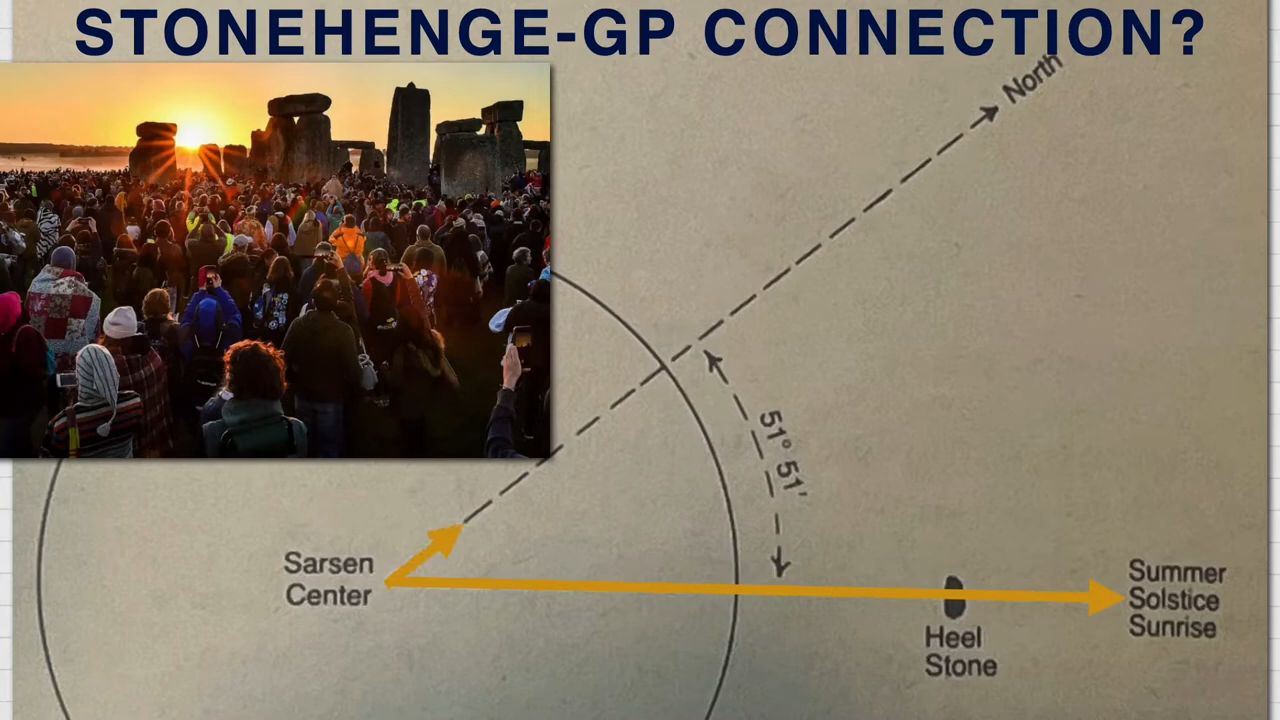 STONEHENGE-GP CONNECTION?
North
51° 51'
Sarsen
Center
Summer
Solstice
Sunrise
Heel
Stone